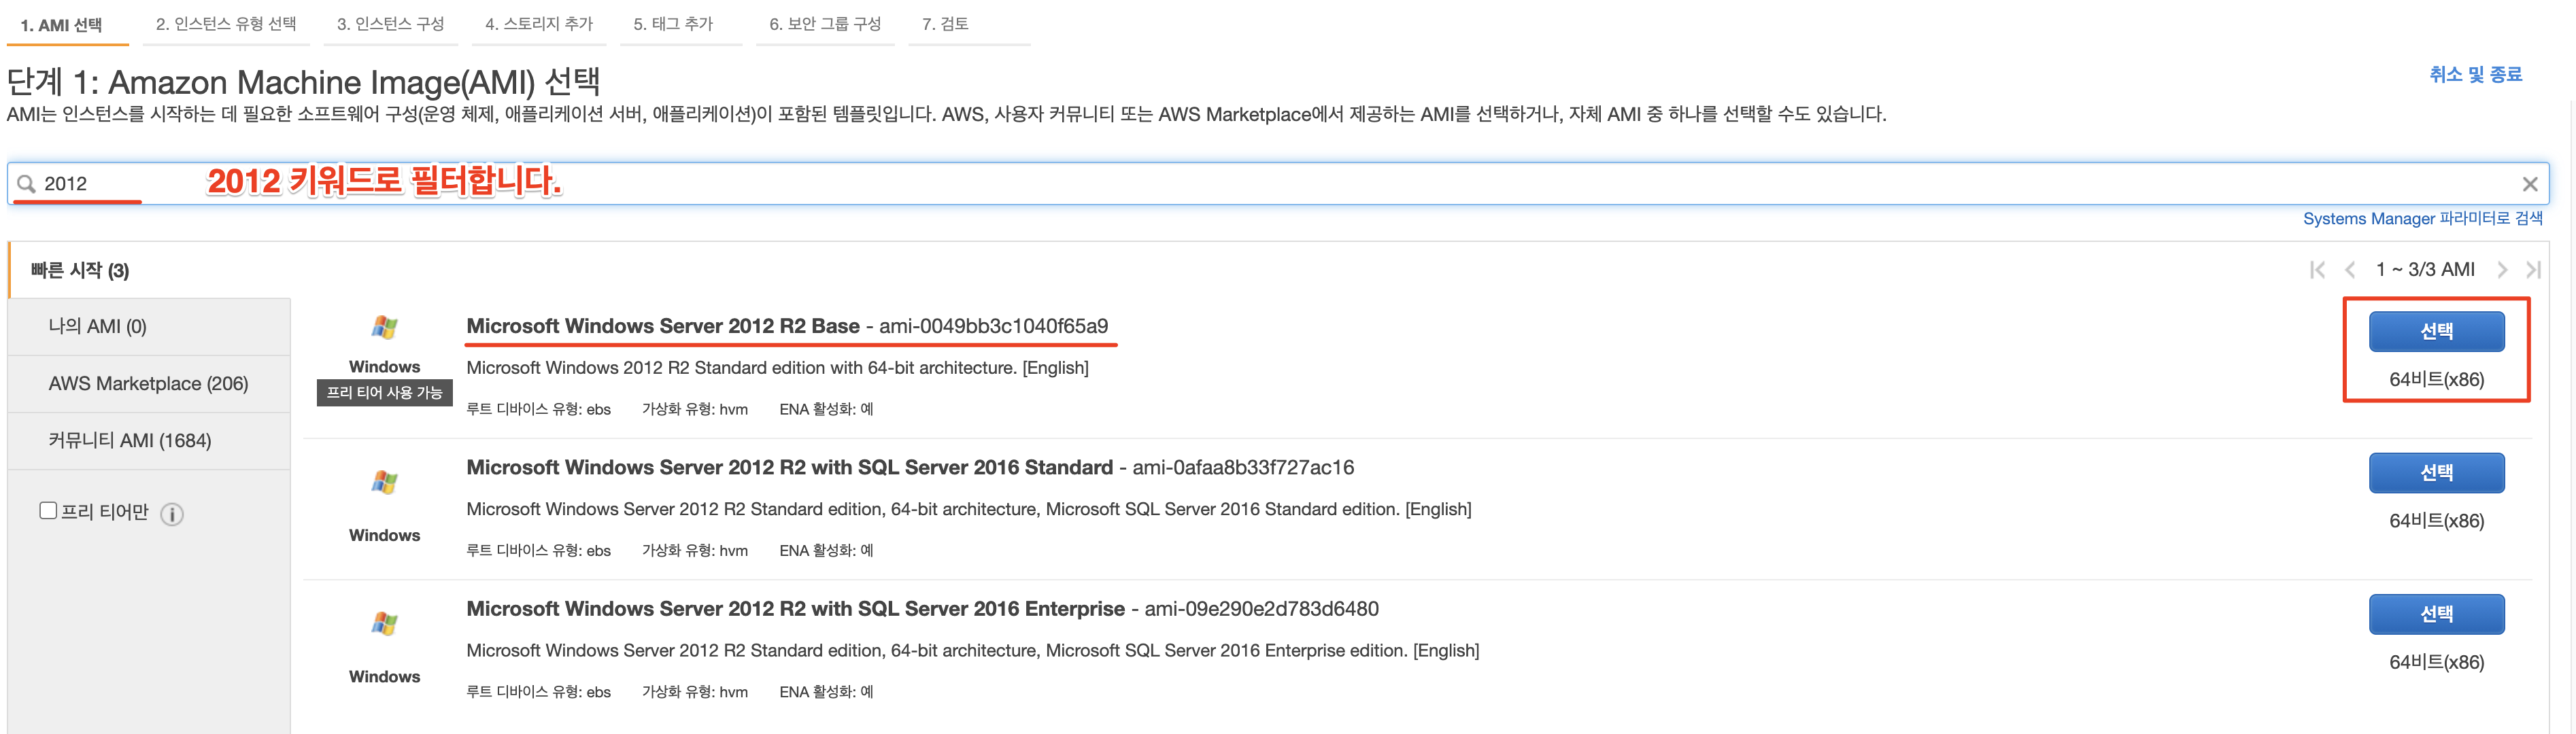 1. AMI 선택
2. 인스턴스 유형 선택
3. 인스턴스 구성
4. 스토리지 추가
5. 태그 추가
6. 보안 그룹 구성
7. 검토
단계 1: Amazon Machine Image(AMI) 선택
취소 및 종료
AMI는 인스턴스를 시작하는 데 필요한 소프트웨어 구성(운영 체제, 애플리케이션 서버, 애플리케이션)이 포함된 템플릿입니다. AWS, 사용자 커뮤니티 또는 AWS Marketplace에서 제공하는 AMI를 선택하거나, 자체 AMI 중 하나를 선택할 수도 있습니다.
2012
2012 키워드로 필터합니다.
Systems Manager 파라미터로 검색
빠른 시작 (3)
1 ~ 3/3 AMI
나의 AMI (0)
AWS Marketplace (206)
커뮤니티 AMI (1684)
프리 티어만
Windows
프리 티어 사용 가능
Microsoft Windows Server 2012 R2 Base - ami-0049bb3c1040f65a9
Microsoft Windows 2012 R2 Standard edition with 64-bit architecture. [English]
루트 디바이스 유형: ebs 가상화 유형: hvm ENA 활성화: 예
선택
64비트(x86)
Windows
Microsoft Windows Server 2012 R2 with SQL Server 2016 Standard - ami-0afaa8b33f727ac16
Microsoft Windows Server 2012 R2 Standard edition, 64-bit architecture, Microsoft SQL Server 2016 Standard edition. [English]
루트 디바이스 유형: ebs 가상화 유형: hvm ENA 활성화: 예
선택
64비트(x86)
Windows
Microsoft Windows Server 2012 R2 with SQL Server 2016 Enterprise - ami-09e290e2d783d6480
Microsoft Windows Server 2012 R2 Standard edition, 64-bit architecture, Microsoft SQL Server 2016 Enterprise edition. [English]
루트 디바이스 유형: ebs 가상화 유형: hvm ENA 활성화: 예
선택
64비트(x86)